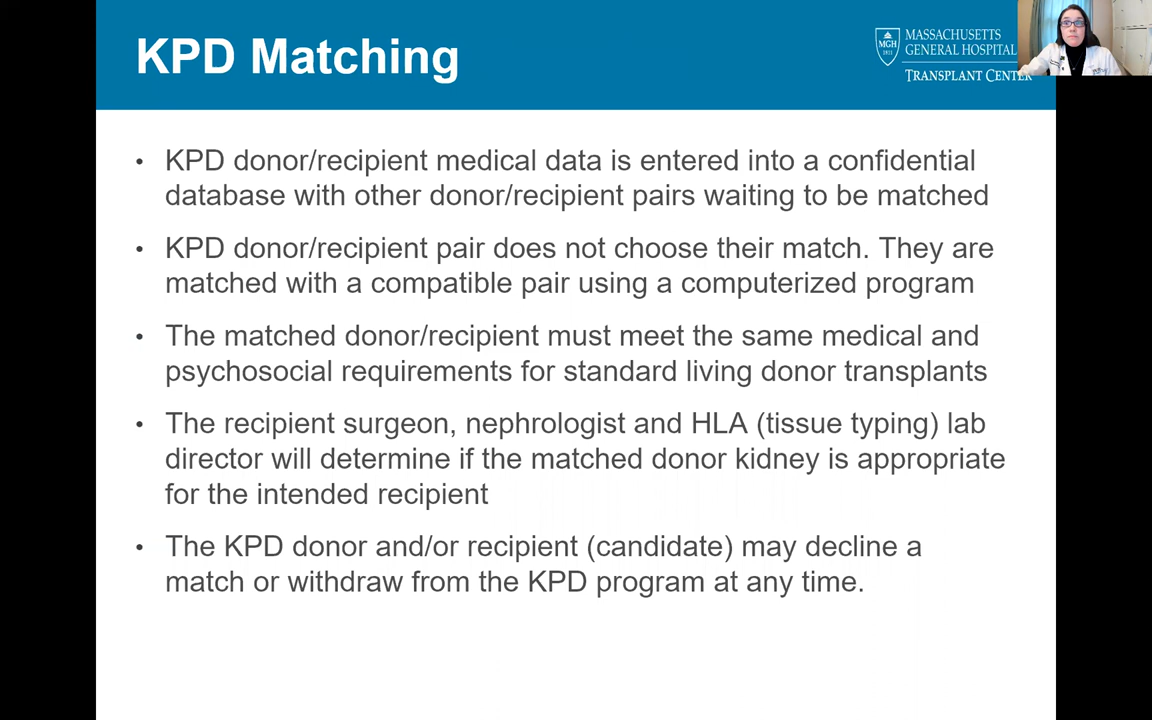 KPD Matching
MGH
1811
MASSACHUSETTS
GENERAL HOSPITAL
TRANSPLANT CENTER
• KPD donor/recipient medical data is entered into a confidential
database with other donor/recipient pairs waiting to be matched
• KPD donor/recipient pair does not choose their match. They are
matched with a compatible pair using a computerized program
• The matched donor/recipient must meet the same medical and
psychosocial requirements for standard living donor transplants
• The recipient surgeon, nephrologist and HLA (tissue typing) lab
director will determine if the matched donor kidney is appropriate
for the intended recipient
• The KPD donor and/or recipient (candidate) may decline a
match or withdraw from the KPD program at any time.